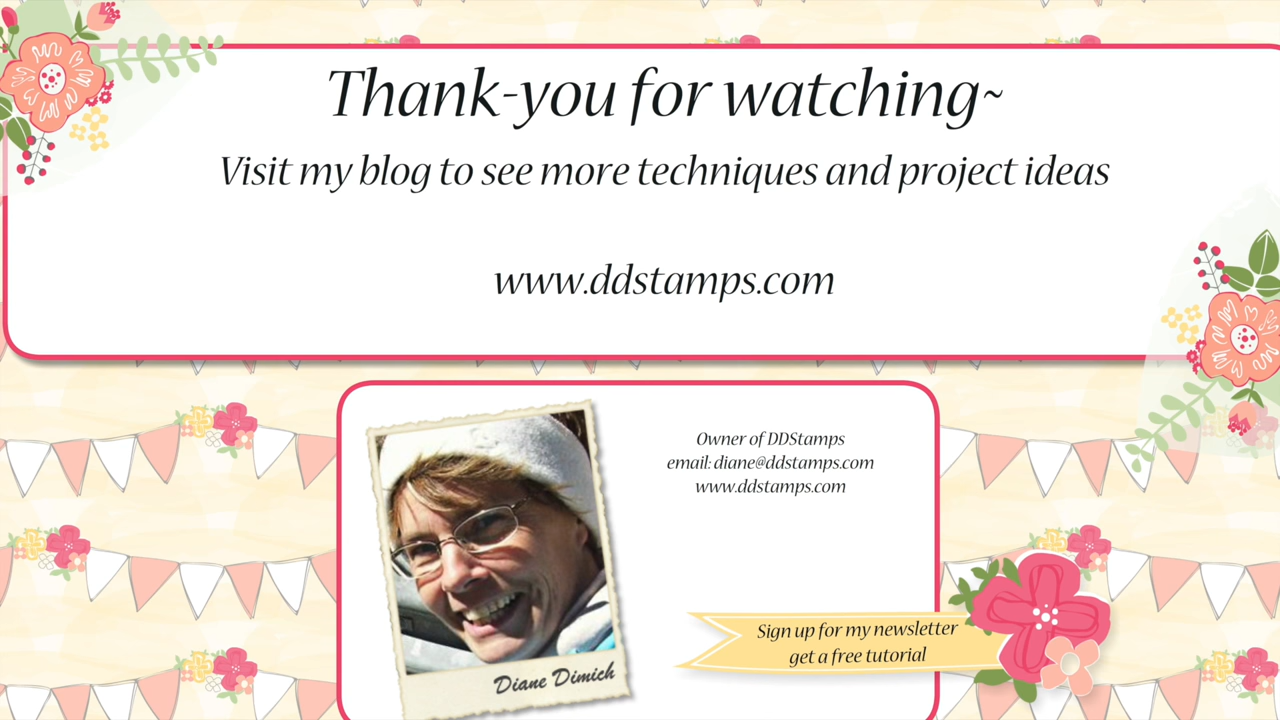 Thank-you for watching~
Visit my blog to see more techniques and project ideas
www.ddstamps.com
Owner of DDStamps
email: diane@ddstamps.com
www.ddstamps.com
Sign up for my newsletter
get a free tutorial
Diane Dimich